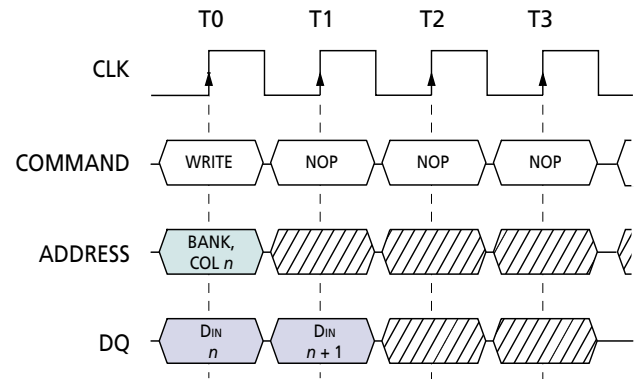 T0 T1 T2 T3
CLK
COMMAND WRITE NOP NOP NOP
ADDRESS BANK,
COL n
DQ DIN
n DIN
n + 1